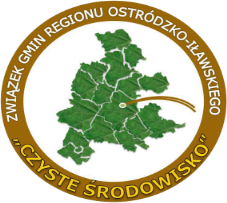 ZWIĄZEK GMIN REGIONU OSTRÓDZKO-IŁAWSKIEGO
„CZYSTE ŚRODOWISKO”